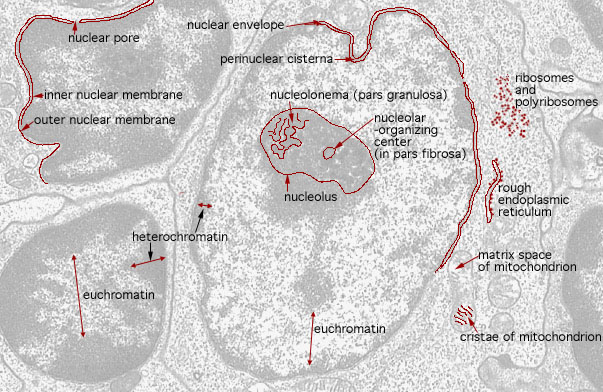 nuclear envelope
nuclear pore
perinuclear cisterna
ribosomes
and
polyribosomes
inner nuclear membrane
nucleolonema (pars granulosa)
outer nuclear membrane
nucleolar
-organizing
center
(in pars fibrosa)
nucleolus
rough
endoplasmic
reticulum
heterochromatin
matrix space
of mitochondrion
euchromatin
euchromatin
cristae of mitochondrion